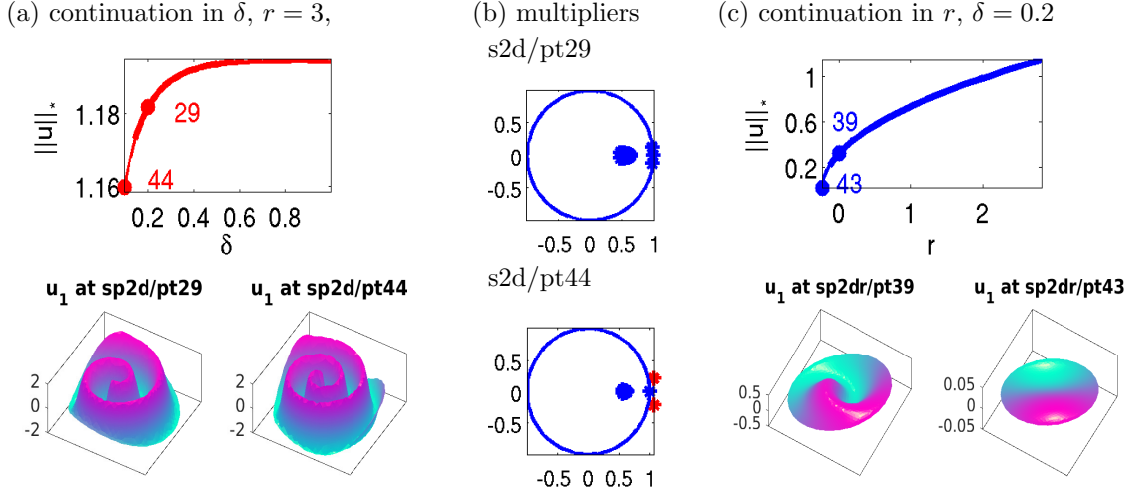 (a) continuation in δ, r = 3,
||u||*
1.18
1.16
29
44
0.2 0.4 0.6 0.8
δ
u1 at sp2d/pt29
2
0
-2
u1 at sp2d/pt44
2
0
-2
(b) multipliers
s2d/pt29
0.5
0
-0.5
-0.5 0 0.5 1
s2d/pt44
0.5
0
-0.5
-0.5 0 0.5 1
(c) continuation in r, δ = 0.2
||u||*
1
0.6
0.2
39
43
0 1 2
r
u1 at sp2dr/pt39
0.5
0
-0.5
u1 at sp2dr/pt43
0.05
0
-0.05